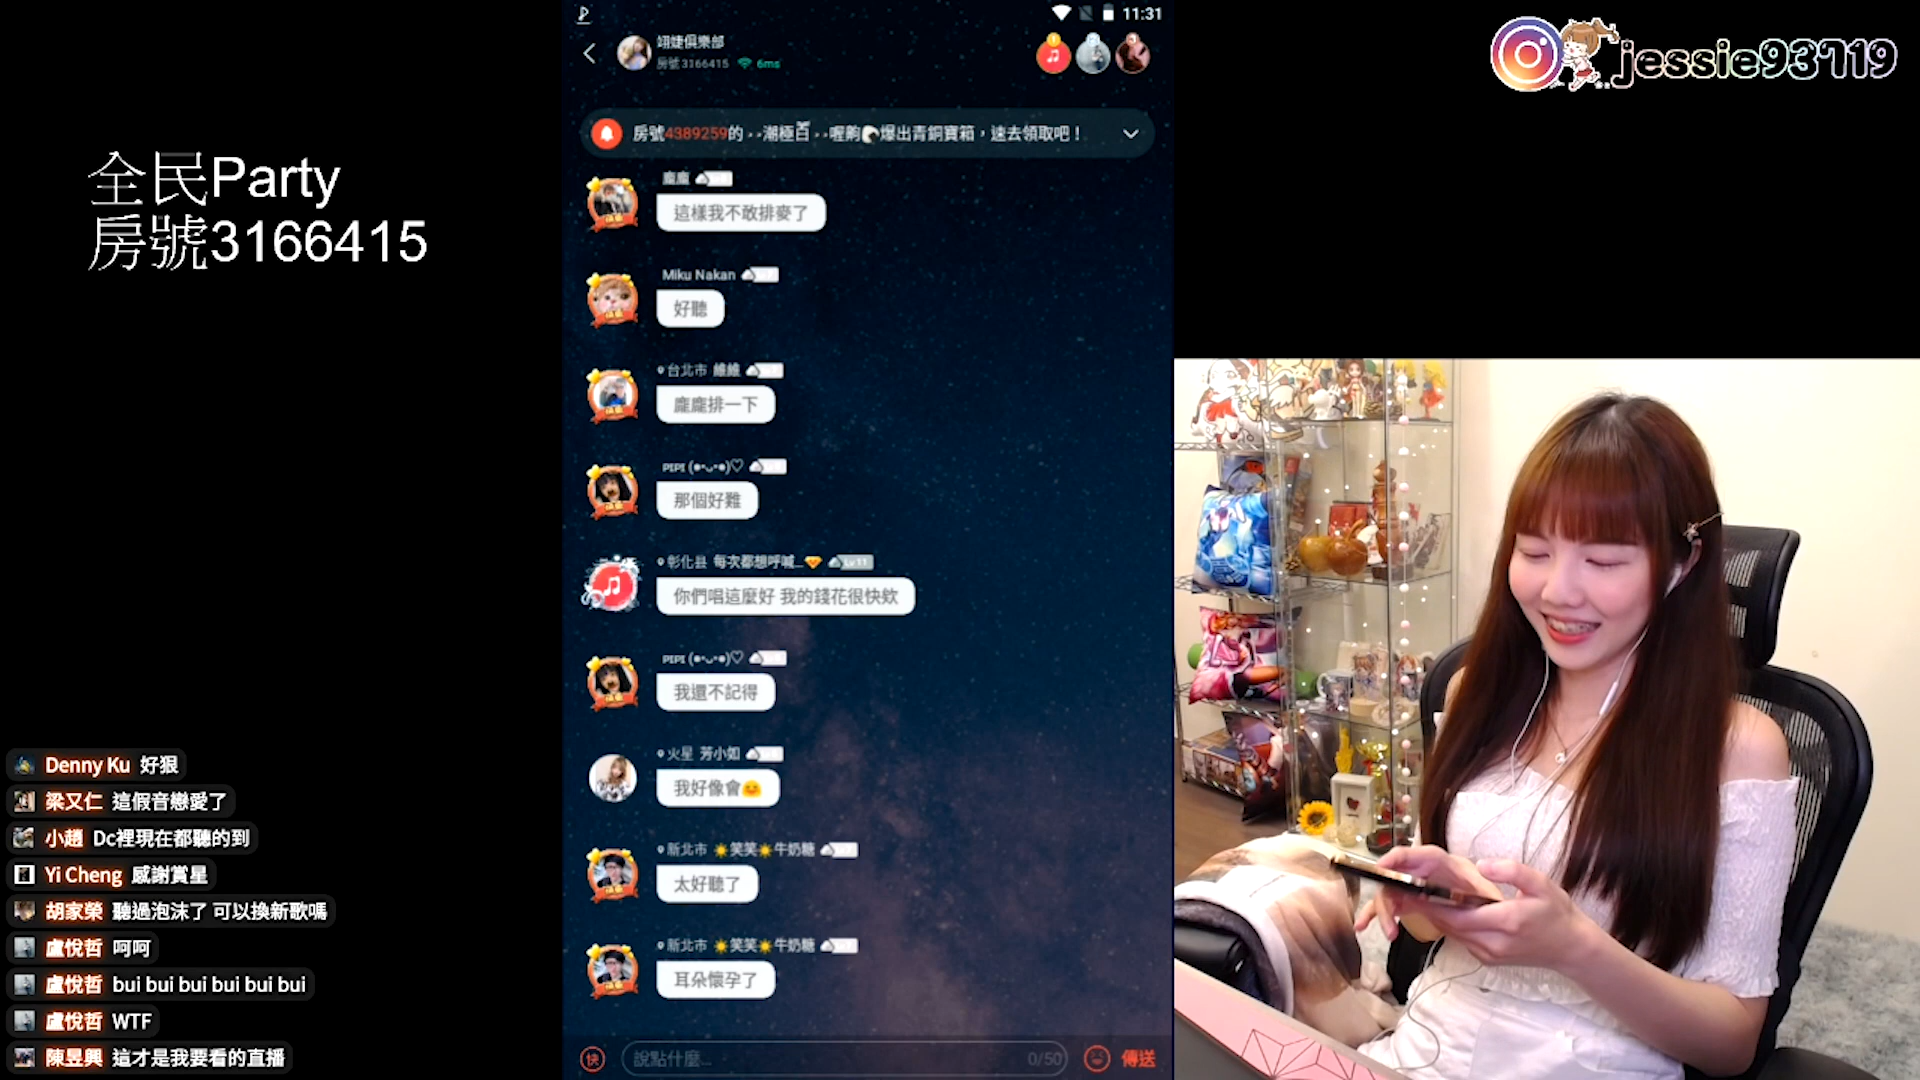 全民Party
房號3166415
Denny Ku 好狠
梁又仁 這假音戀愛了
小趙 Dc裡現在都聽的到
Yi Cheng 感謝賞星
胡家榮 聽過泡沫了 可以換新歌嗎
盧悅哲 呵呵
盧悅哲 bui bui bui bui bui bui
盧悅哲 WTF
陳昱興 這才是我要看的直播
11:31
翊婕俱樂部
房號3166415 6ms
房號4389259的 潮極百 喔齁 爆出青銅寶箱，速去領取吧！
龐龐
這樣我不敢排麥了
Miku Nakan
好聽
台北市 維維
龐龐排一下
PIPI
那個好難
彰化县 每次都想呼喊... Lv11
你們唱這麼好 我的錢花很快欸
PIPI
我還不記得
火星 芳小如
我好像會
新北市 笑笑 牛奶糖
太好聽了
新北市 笑笑 牛奶糖
耳朵懷孕了
快 說點什麼... 0/50 傳送
jessie93719